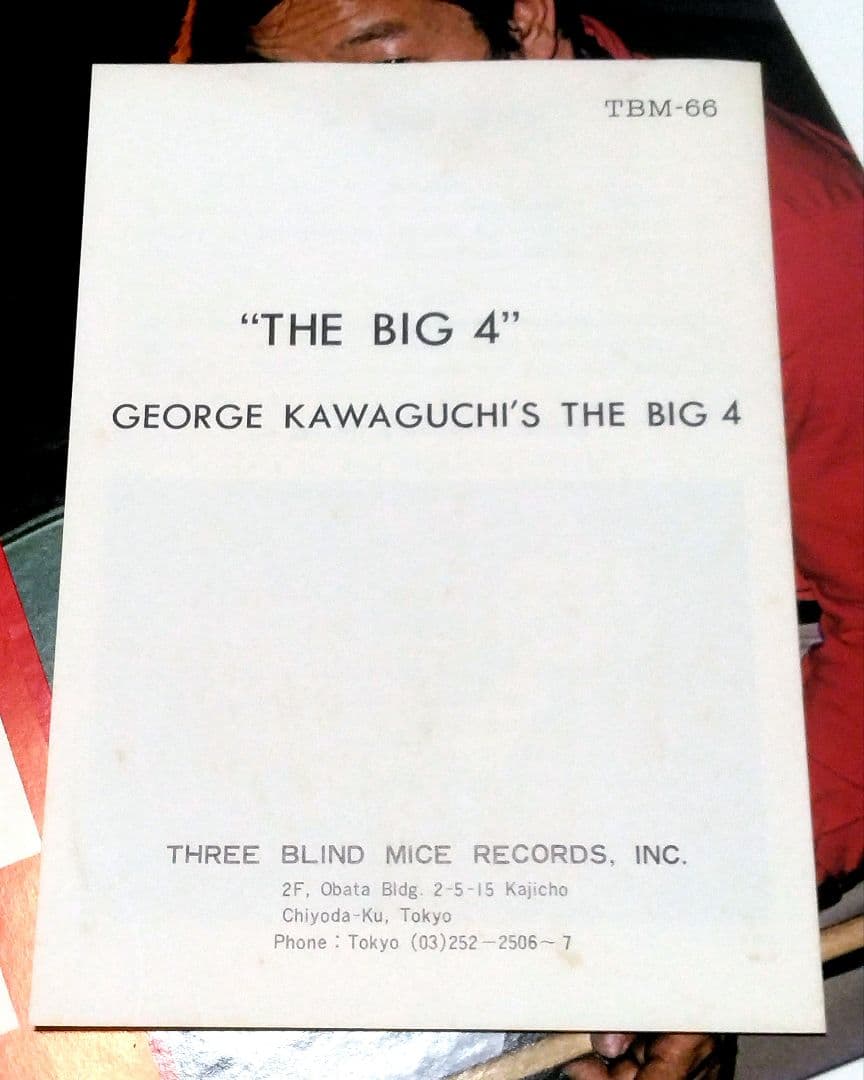 TBM-66
“THE BIG 4”
GEORGE KAWAGUCHI’S THE BIG 4
THREE BLIND MICE RECORDS, INC.
2F, Obata Bldg. 2-5-15 Kajicho
Chiyoda-Ku, Tokyo
Phone : Tokyo (03)252－2506～7